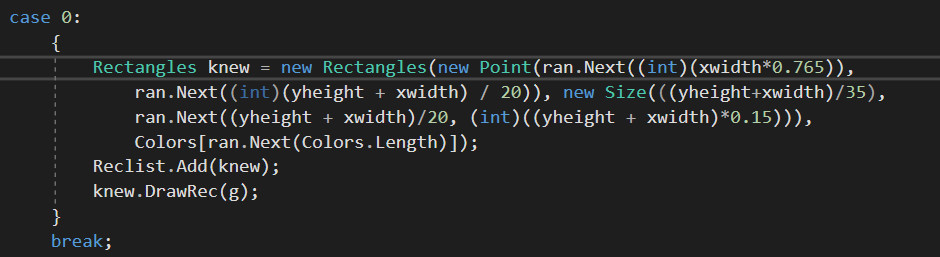 case 0:
{
Rectangles knew = new Rectangles(new Point(ran.Next((int)(xwidth*0.765)),
ran.Next((int)(yheight + xwidth) / 20)), new Size(((yheight+xwidth)/35),
ran.Next((yheight + xwidth)/20, (int)((yheight + xwidth)*0.15))),
Colors[ran.Next(Colors.Length)]);
Reclist.Add(knew);
knew.DrawRec(g);
}
break;